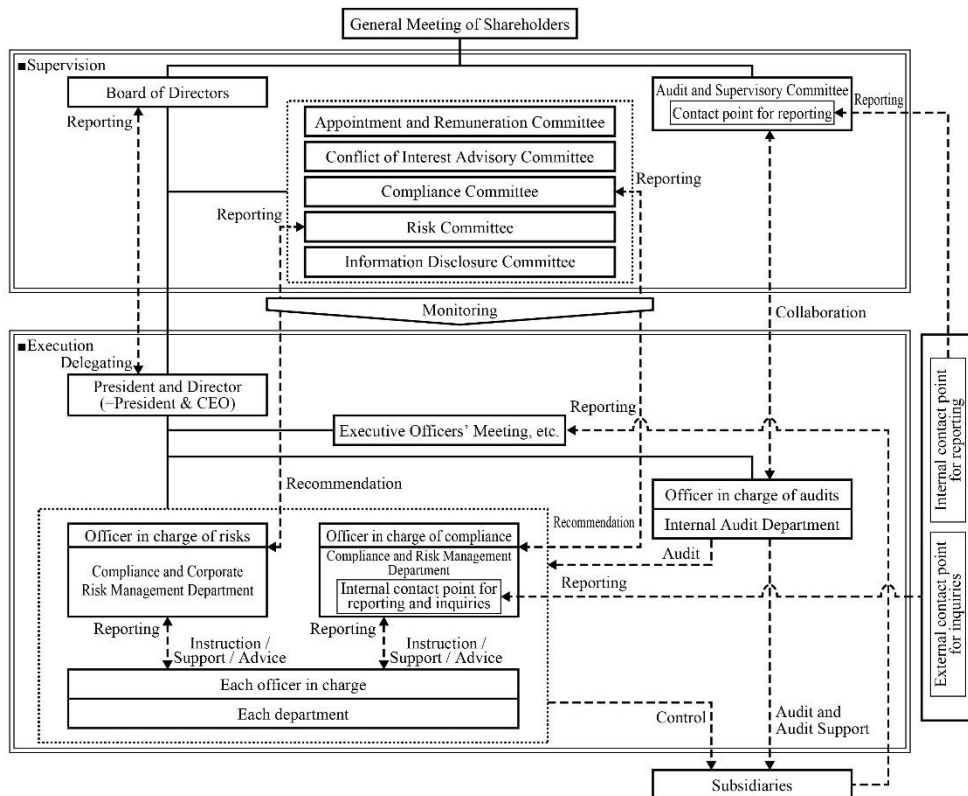 General Meeting of Shareholders
■Supervision
Board of Directors
Audit and Supervisory Committee
Contact point for reporting
Reporting
Reporting
Appointment and Remuneration Committee
Conflict of Interest Advisory Committee
Compliance Committee
Reporting
Reporting
Risk Committee
Information Disclosure Committee
Monitoring
Collaboration
■Execution
Delegating
President and Director
(=President & CEO)
Reporting
Executive Officers’ Meeting, etc.
Internal contact point
for reporting
Recommendation
Officer in charge of audits
Internal Audit Department
Officer in charge of risks
Compliance and Corporate
Risk Management Department
Officer in charge of compliance
Compliance and Risk Management
Department
Internal contact point for
reporting and inquiries
Recommendation
Audit
Reporting
External contact point
for inquiries
Reporting
Instruction /
Support / Advice
Reporting
Instruction /
Support / Advice
Each officer in charge
Each department
Control
Audit and
Audit Support
Subsidiaries